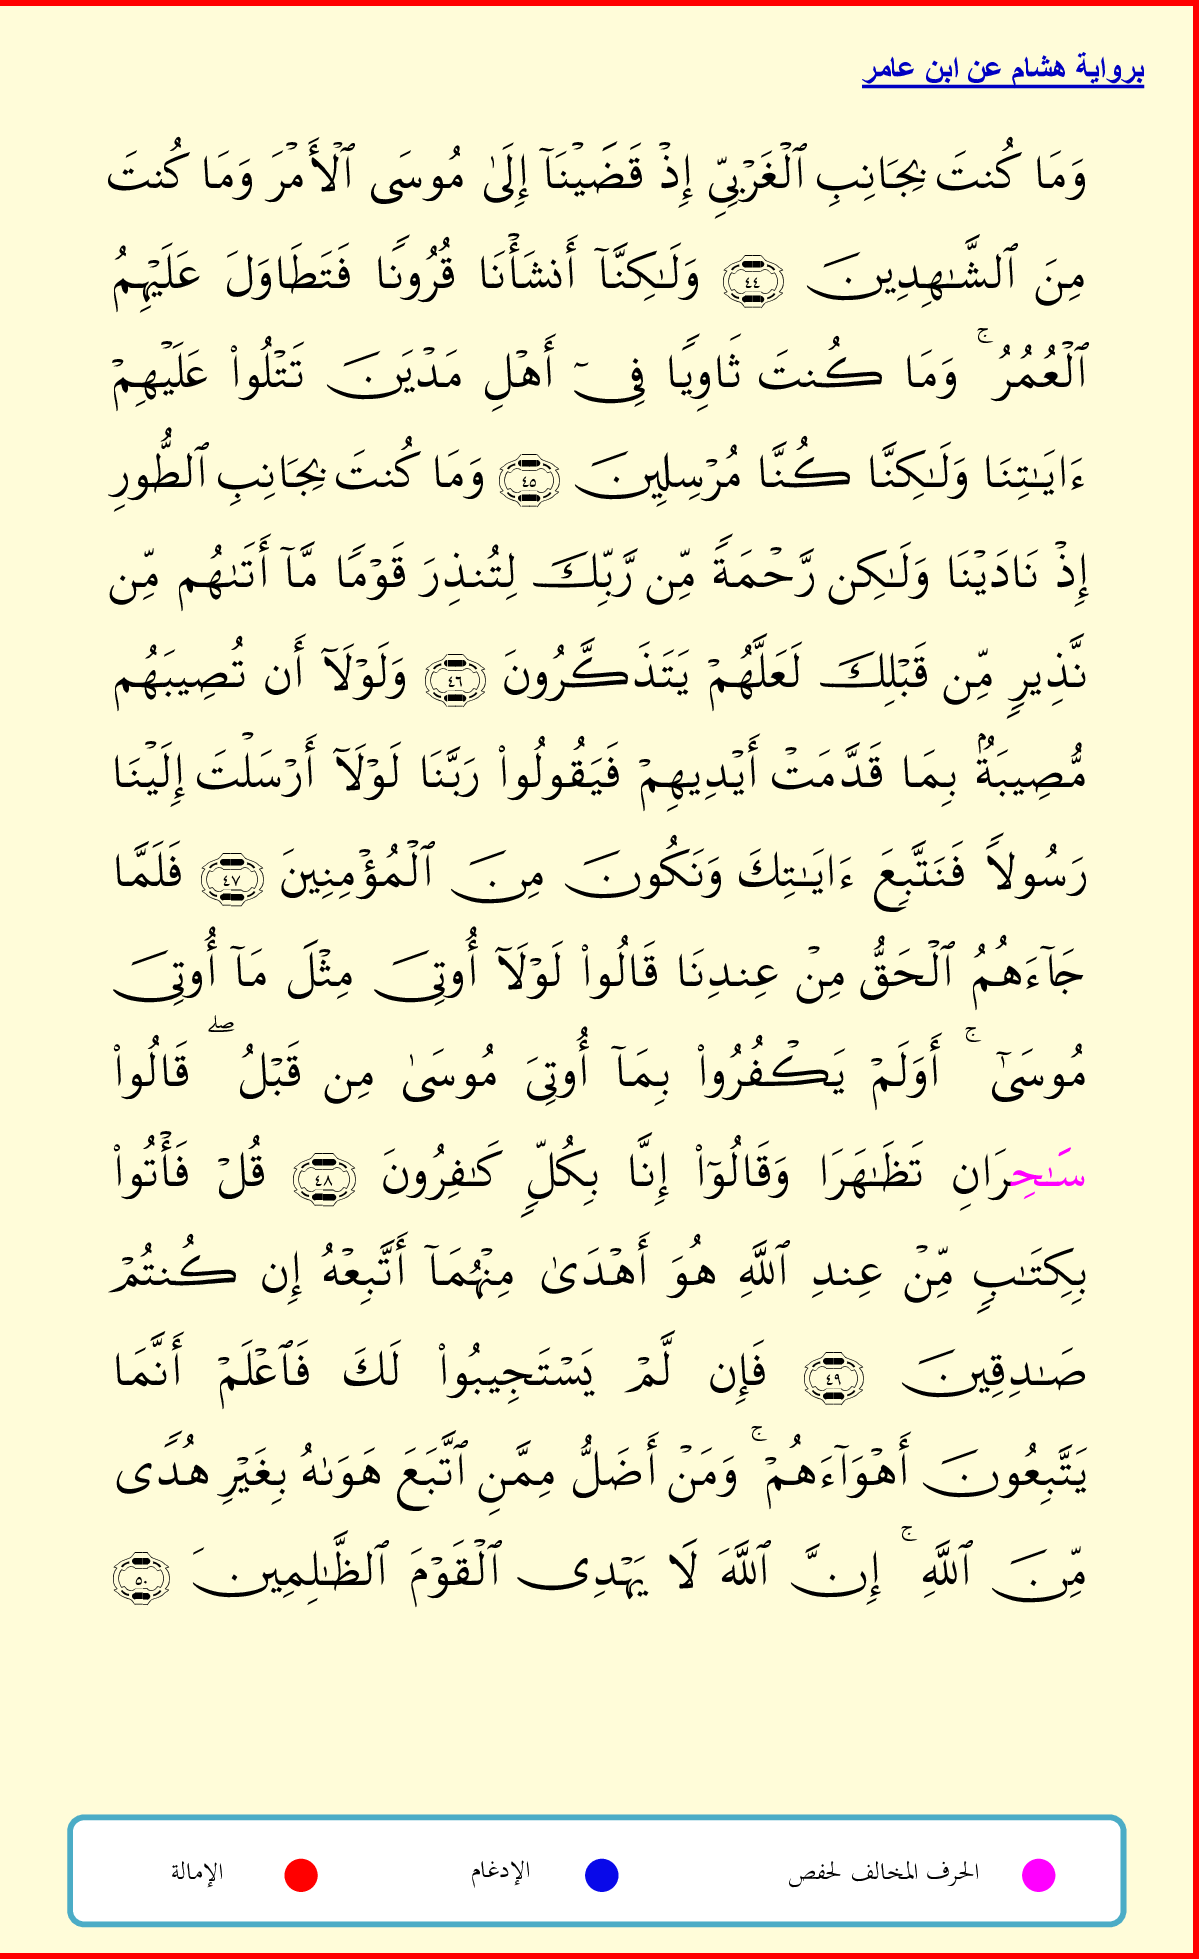 برواية هشام عن ابن عامر
وَمَا كُنتَ بِجَانِبِ ٱلْغَرْبِيِّ إِذْ قَضَيْنَآ إِلَىٰ مُوسَى ٱلْأَمْرَ وَمَا كُنتَ
مِنَ ٱلشَّـٰهِدِينَ ٤٤ وَلَـٰكِنَّآ أَنشَأْنَا قُرُونًا فَتَطَاوَلَ عَلَيْهِمُ
ٱلْعُمُرُ ۚ وَمَا كُنتَ ثَاوِيًا فِىٓ أَهْلِ مَدْيَنَ تَتْلُوا۟ عَلَيْهِمْ
ءَايَـٰتِنَا وَلَـٰكِنَّا كُنَّا مُرْسِلِينَ ٤٥ وَمَا كُنتَ بِجَانِبِ ٱلطُّورِ
إِذْ نَادَيْنَا وَلَـٰكِن رَّحْمَةً مِّن رَّبِّكَ لِتُنذِرَ قَوْمًا مَّآ أَتَىٰهُم مِّن
نَّذِيرٍ مِّن قَبْلِكَ لَعَلَّهُمْ يَتَذَكَّرُونَ ٤٦ وَلَوْلَآ أَن تُصِيبَهُم
مُّصِيبَةٌۢ بِمَا قَدَّمَتْ أَيْدِيهِمْ فَيَقُولُوا۟ رَبَّنَا لَوْلَآ أَرْسَلْتَ إِلَيْنَا
رَسُولًا فَنَتَّبِعَ ءَايَـٰتِكَ وَنَكُونَ مِنَ ٱلْمُؤْمِنِينَ ٤٧ فَلَمَّا
جَآءَهُمُ ٱلْحَقُّ مِنْ عِندِنَا قَالُوا۟ لَوْلَآ أُوتِىَ مِثْلَ مَآ أُوتِىَ
مُوسَىٰٓ ۚ أَوَلَمْ يَكْفُرُوا۟ بِمَآ أُوتِىَ مُوسَىٰ مِن قَبْلُ ۖ قَالُوا۟
سَـٰحِرَانِ تَظَـٰهَرَا وَقَالُوٓا۟ إِنَّا بِكُلٍّ كَـٰفِرُونَ ٤٨ قُلْ فَأْتُوا۟
بِكِتَـٰبٍ مِّنْ عِندِ ٱللَّهِ هُوَ أَهْدَىٰ مِنْهُمَآ أَتَّبِعْهُ إِن كُنتُمْ
صَـٰدِقِينَ ٤٩ فَإِن لَّمْ يَسْتَجِيبُوا۟ لَكَ فَٱعْلَمْ أَنَّمَا
يَتَّبِعُونَ أَهْوَآءَهُمْ ۚ وَمَنْ أَضَلُّ مِمَّنِ ٱتَّبَعَ هَوَىٰهُ بِغَيْرِ هُدًى
مِّنَ ٱللَّهِ ۚ إِنَّ ٱللَّهَ لَا يَهْدِى ٱلْقَوْمَ ٱلظَّـٰلِمِينَ ٥٠
الحرف المخالف لحفص الإدغام الإمالة